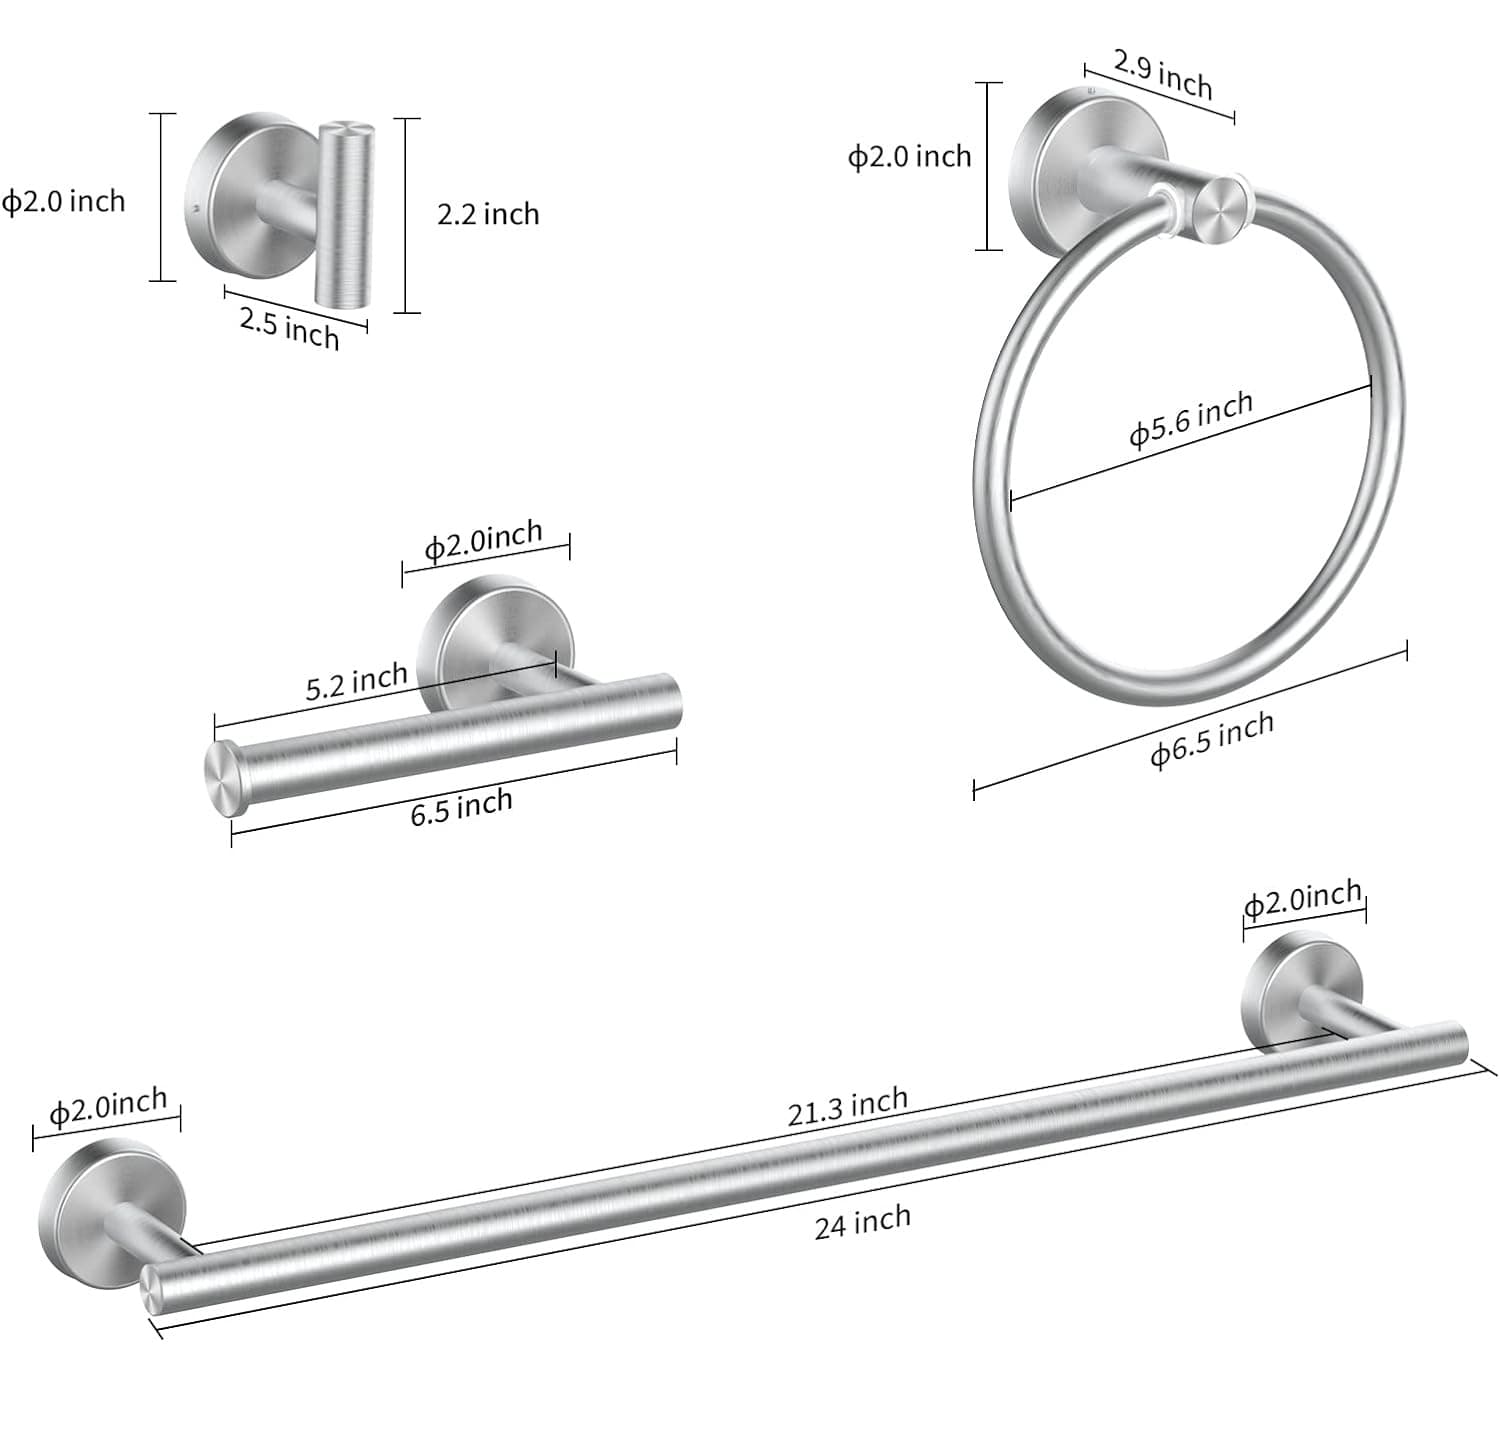 2.9 inch
ϕ2.0 inch
ϕ2.0 inch
2.2 inch
2.5 inch
ϕ5.6 inch
ϕ2.0inch
5.2 inch
ϕ6.5 inch
6.5 inch
ϕ2.0inch
ϕ2.0inch
21.3 inch
24 inch